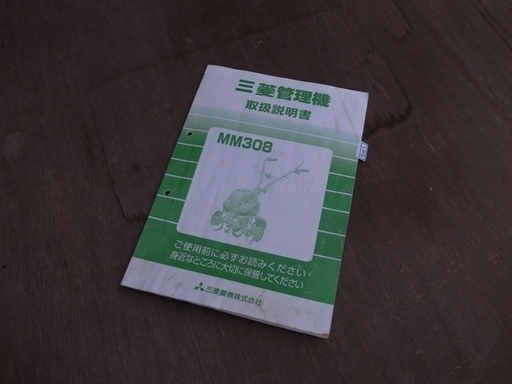 三菱管理機
取扱説明書
MM308
ご使用前に必ずお読みください。
身近なところに大切に保管してください
三菱農機株式会社